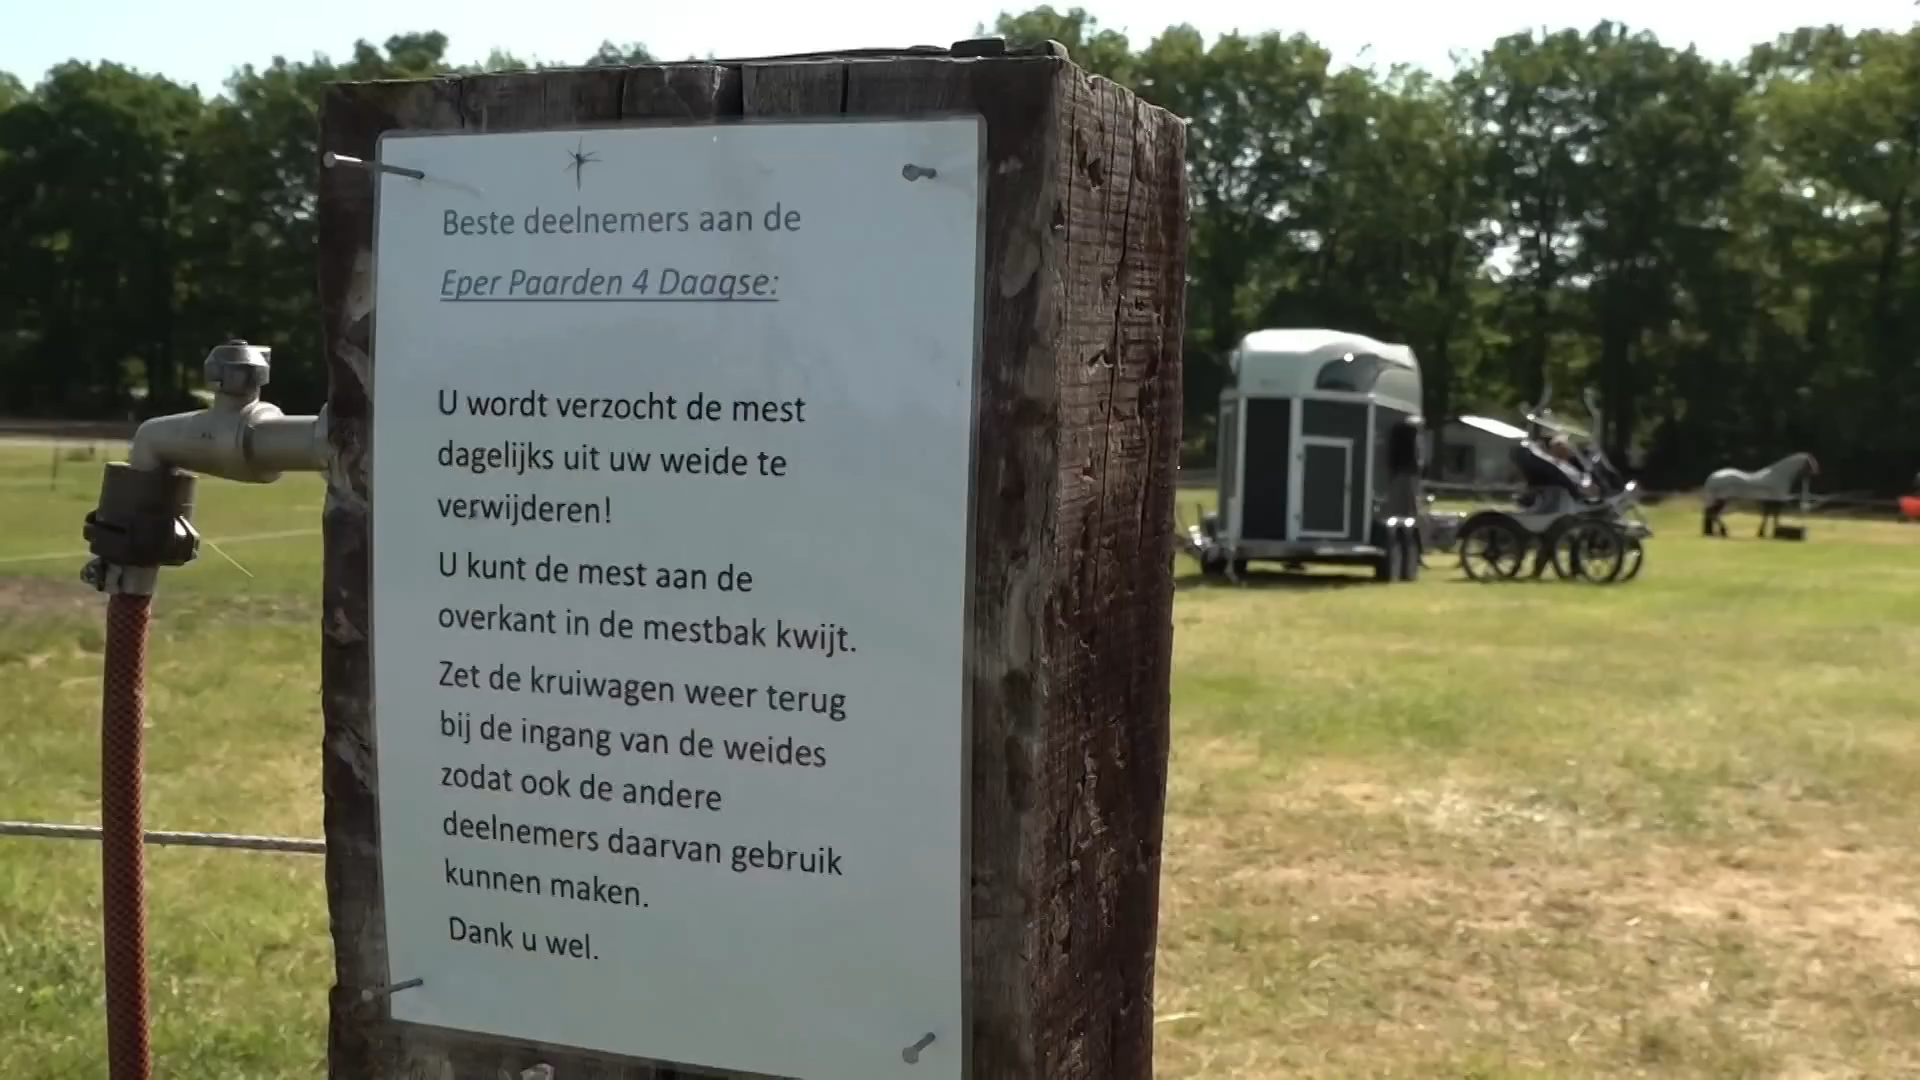 Beste deelnemers aan de
Eper Paarden 4 Daagse:
U wordt verzocht de mest
dagelijks uit uw weide te
verwijderen!
U kunt de mest aan de
overkant in de mestbak kwijt.
Zet de kruiwagen weer terug
bij de ingang van de weides
zodat ook de andere
deelnemers daarvan gebruik
kunnen maken.
Dank u wel.